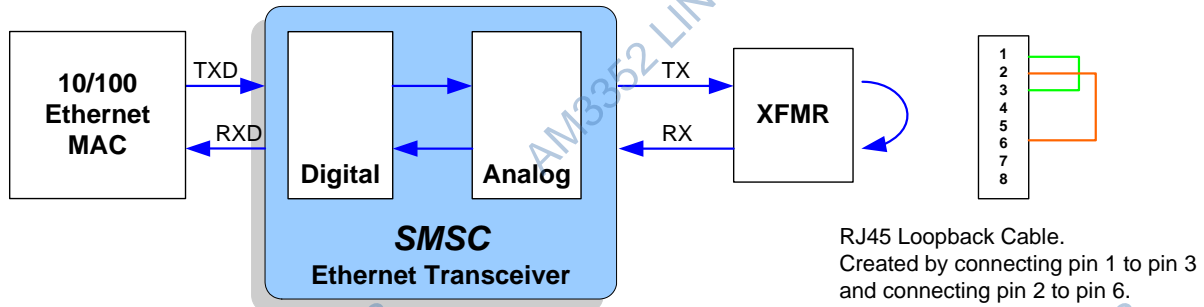 10/100
Ethernet
MAC
TXD
RXD
Digital
Analog
SMSC
Ethernet Transceiver
TX
RX
XFMR
1
2
3
4
5
6
7
8
RJ45 Loopback Cable.
Created by connecting pin 1 to pin 3
and connecting pin 2 to pin 6.
AM3352 LIN